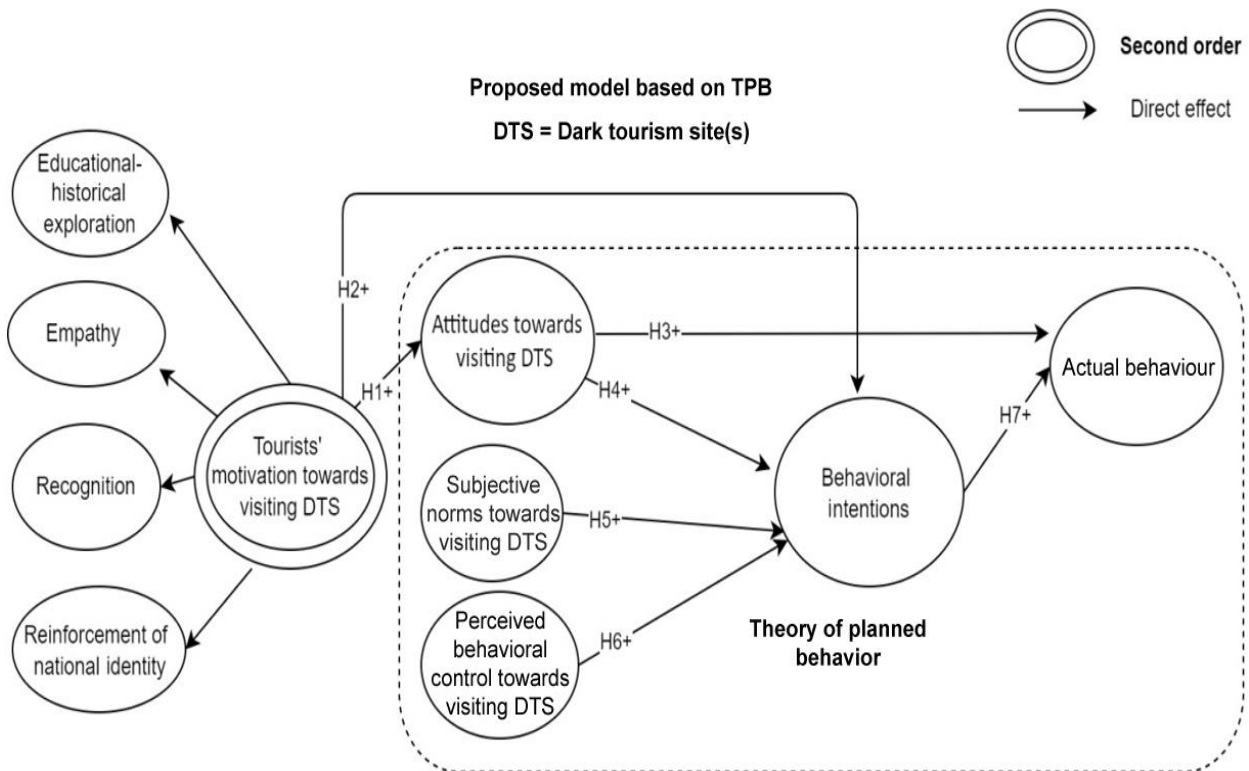 Second order
Direct effect
Proposed model based on TPB
DTS = Dark tourism site(s)
Educational-
historical
exploration
Empathy
Recognition
Reinforcement of
national identity
Tourists'
motivation towards
visiting DTS
H2+
H1+
Attitudes towards
visiting DTS
H3+
H4+
Subjective
norms towards
visiting DTS
H5+
Perceived
behavioral
control towards
visiting DTS
H6+
Behavioral
intentions
H7+
Actual behaviour
Theory of planned
behavior